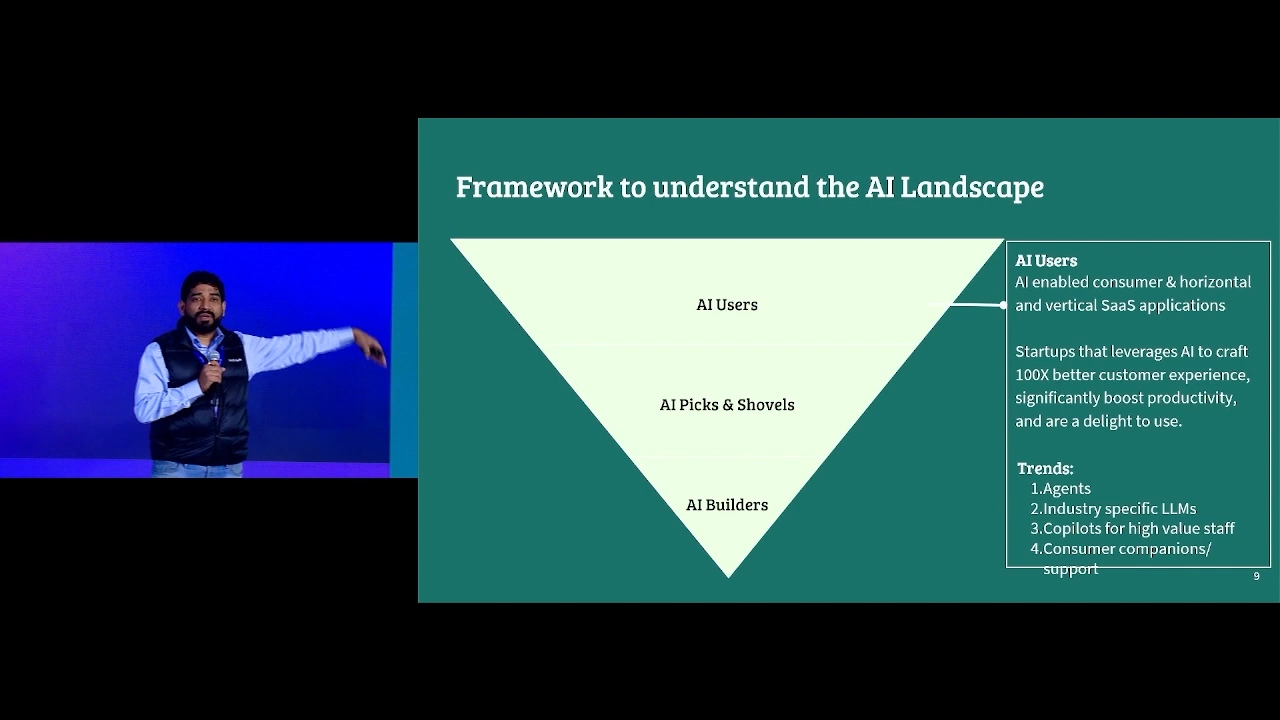 Framework to understand the AI Landscape
AI Users
AI Picks & Shovels
AI Builders
AI Users
AI enabled consumer & horizontal
and vertical SaaS applications
Startups that leverages AI to craft
100X better customer experience,
significantly boost productivity,
and are a delight to use.
Trends:
1.Agents
2.Industry specific LLMs
3.Copilots for high value staff
4.Consumer companions/
support
9